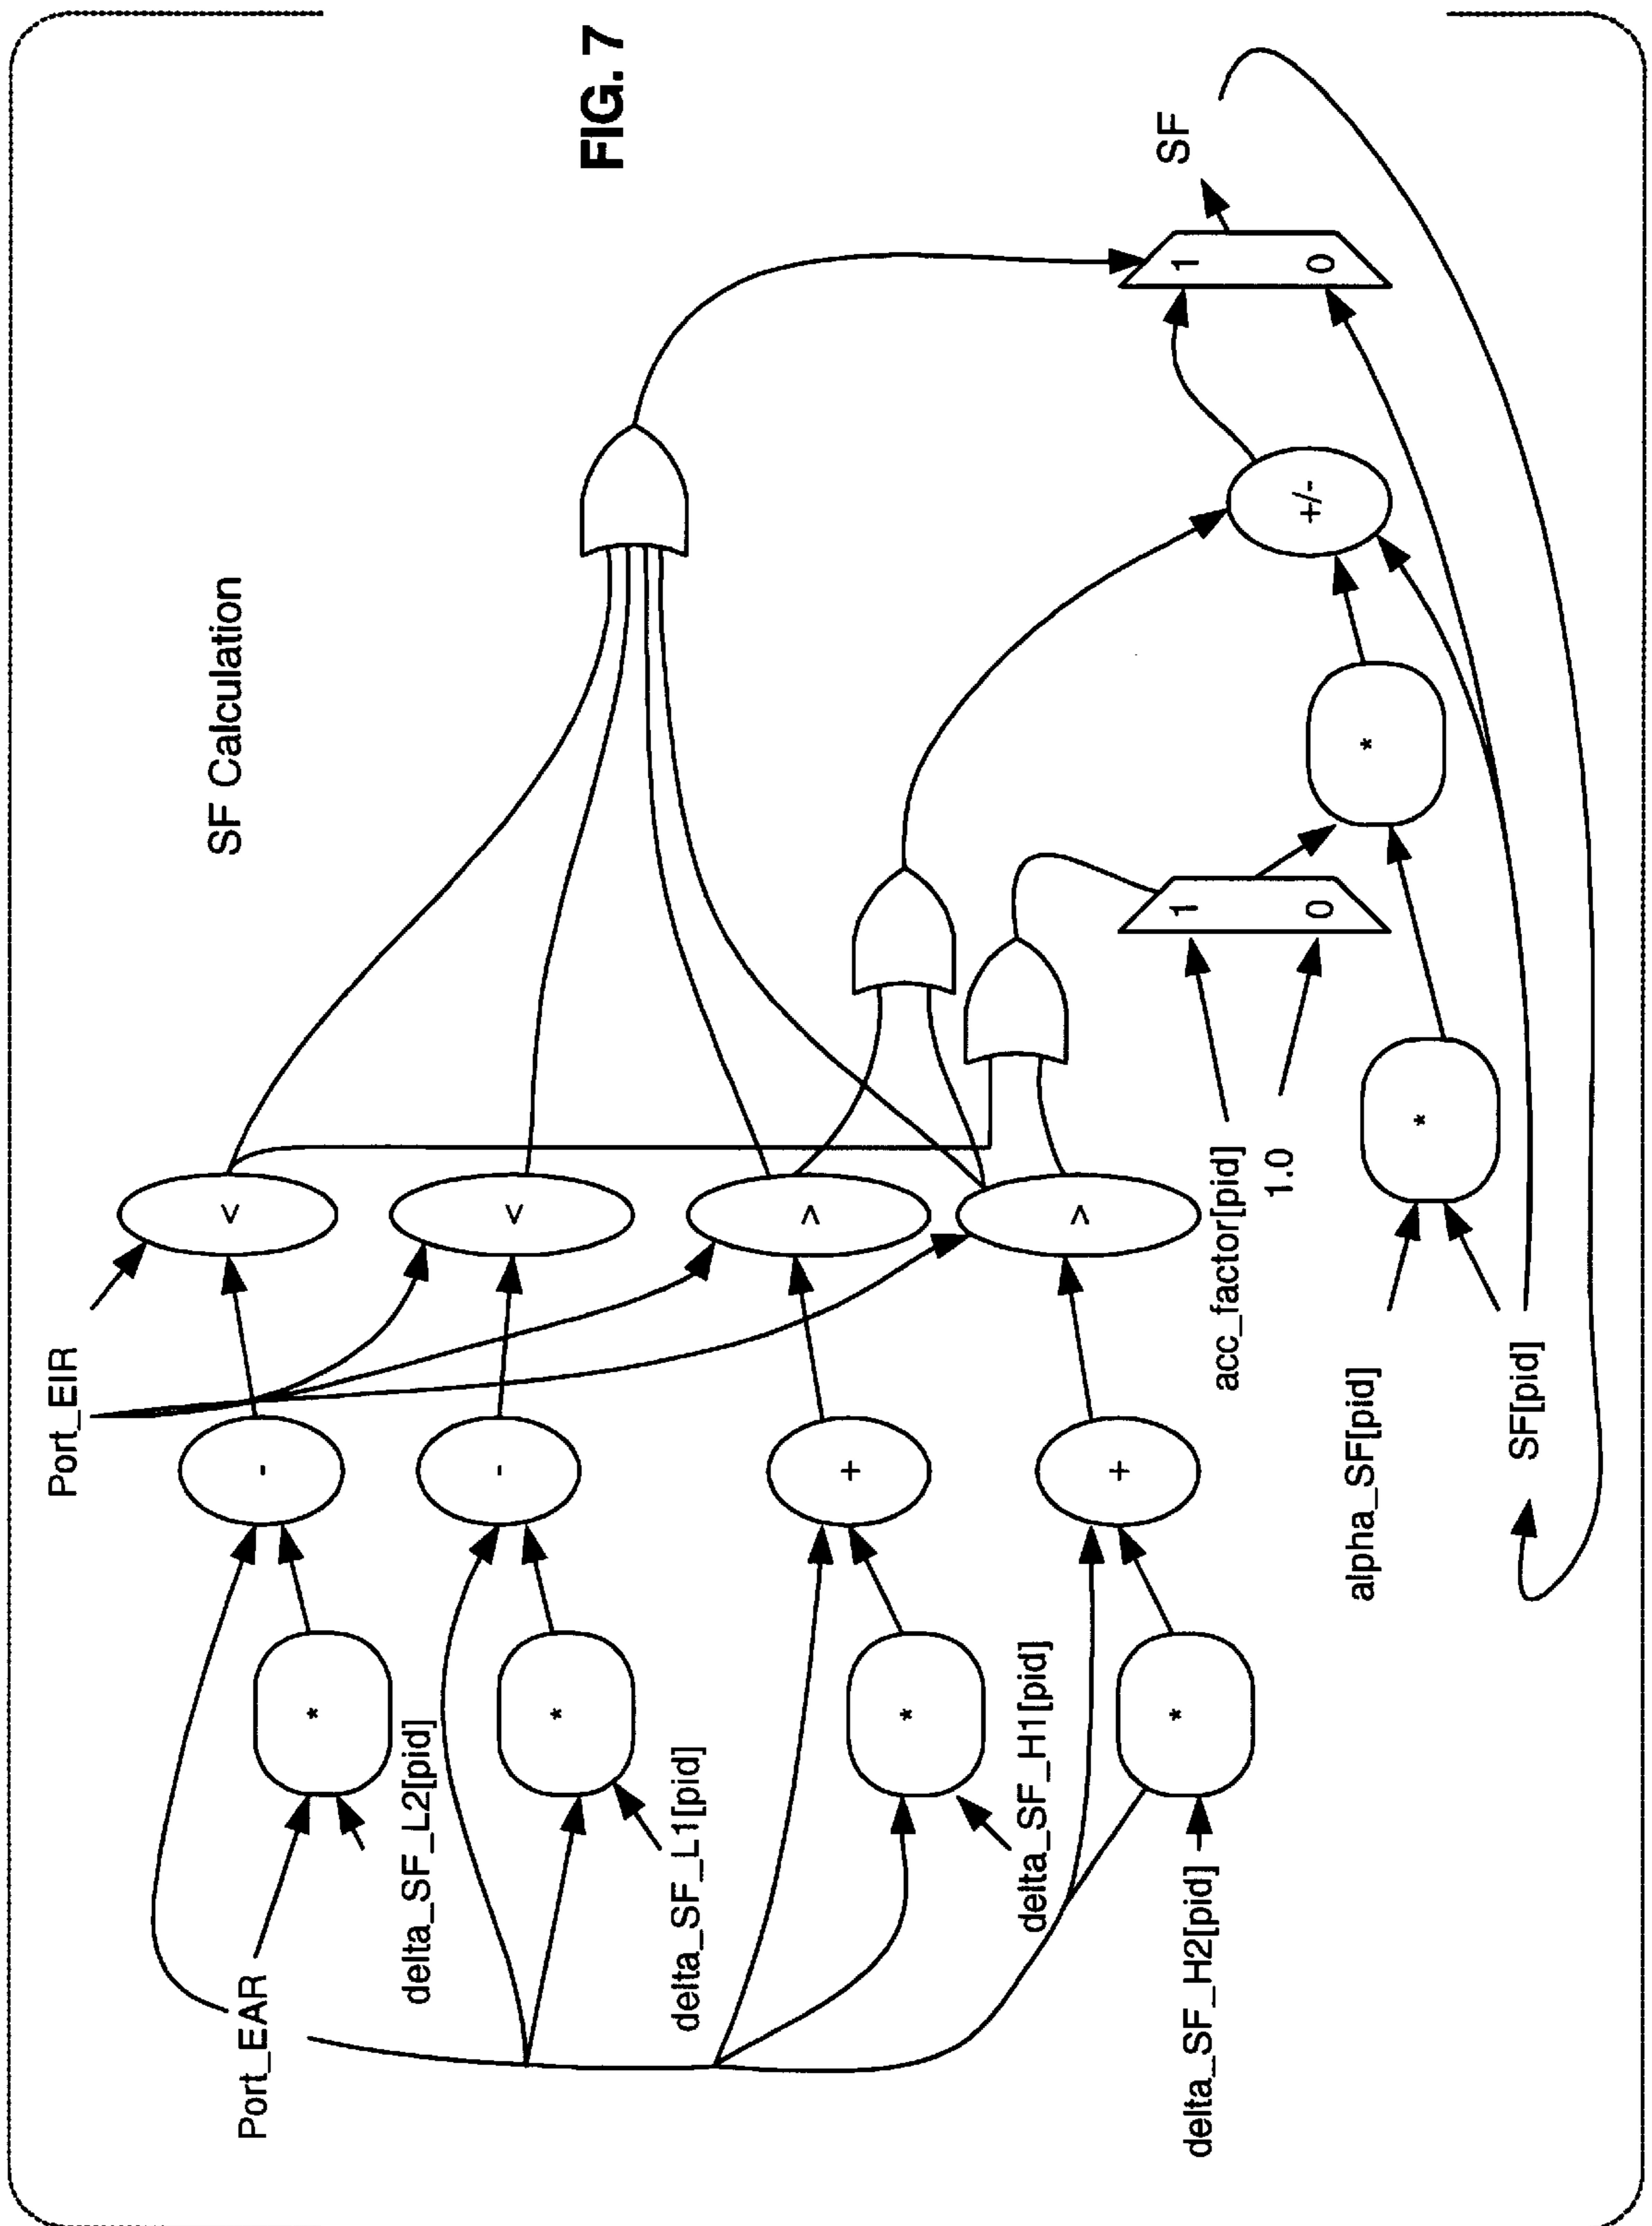 Port_EIR
SF Calculation
<
-
Port_EAR
*
delta_SF_L2[pid]
<
-
*
delta_SF_L1[pid]
FIG. 7
>
+
*
delta_SF_H1[pid]
>
+
*
delta_SF_H2[pid]
acc_factor[pid]
1.0
1
0
1
0
SF
+/-
*
*
alpha_SF[pid]
SF[pid]